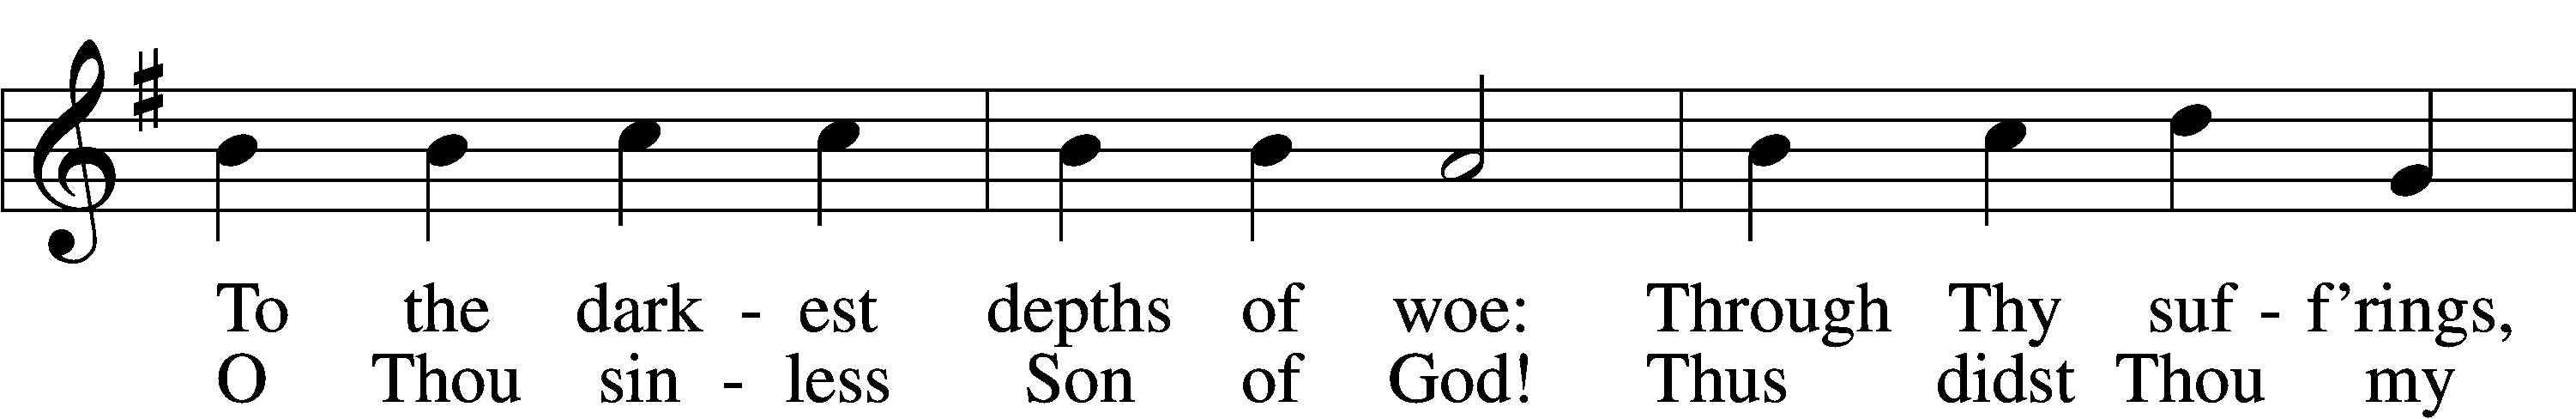 To the dark - est depths of woe: Through Thy suf - f’rings,
O Thou sin - less Son of God! Thus didst Thou my